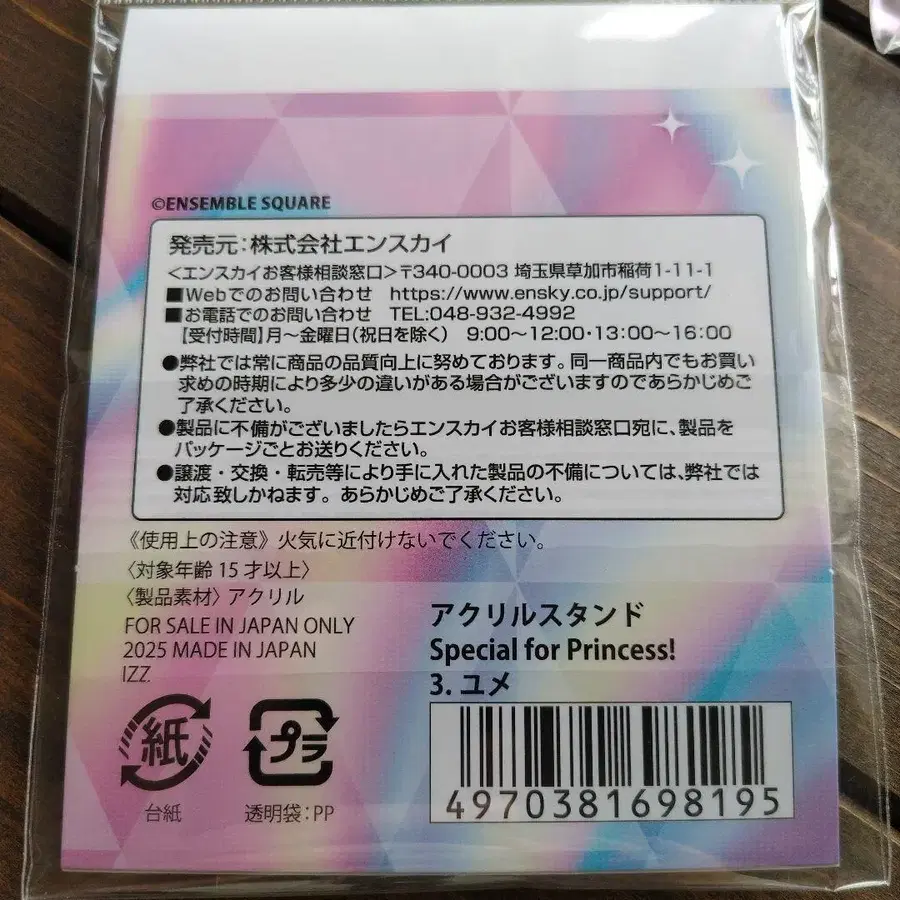 ©ENSEMBLE SQUARE
発売元:株式会社エンスカイ
<エンスカイお客様相談窓口>〒340-0003 埼玉県草加市稲荷1-11-1
■Webでのお問い合わせ https://www.ensky.co.jp/support/
■お電話でのお問い合わせ TEL:048-932-4992
【受付時間】月~金曜日(祝日を除く) 9:00~12:00・13:00~16:00
●弊社では常に商品の品質向上に努めております。同一商品内でもお買い
求めの時期により多少の違いがある場合がございますのであらかじめご
了承ください。
●製品に不備がございましたらエンスカイお客様相談窓口宛に、製品を
パッケージごとお送りください。
●譲渡・交換・転売等により手に入れた製品の不備については、弊社では
対応致しかねます。あらかじめご了承ください。
《使用上の注意》火気に近付けないでください。
〈対象年齢 15才以上〉
〈製品素材〉アクリル
FOR SALE IN JAPAN ONLY
2025 MADE IN JAPAN
IZZ
アクリルスタンド
Special for Princess!
3. ユメ
紙
台紙
プラ
透明袋:PP
4970381698195